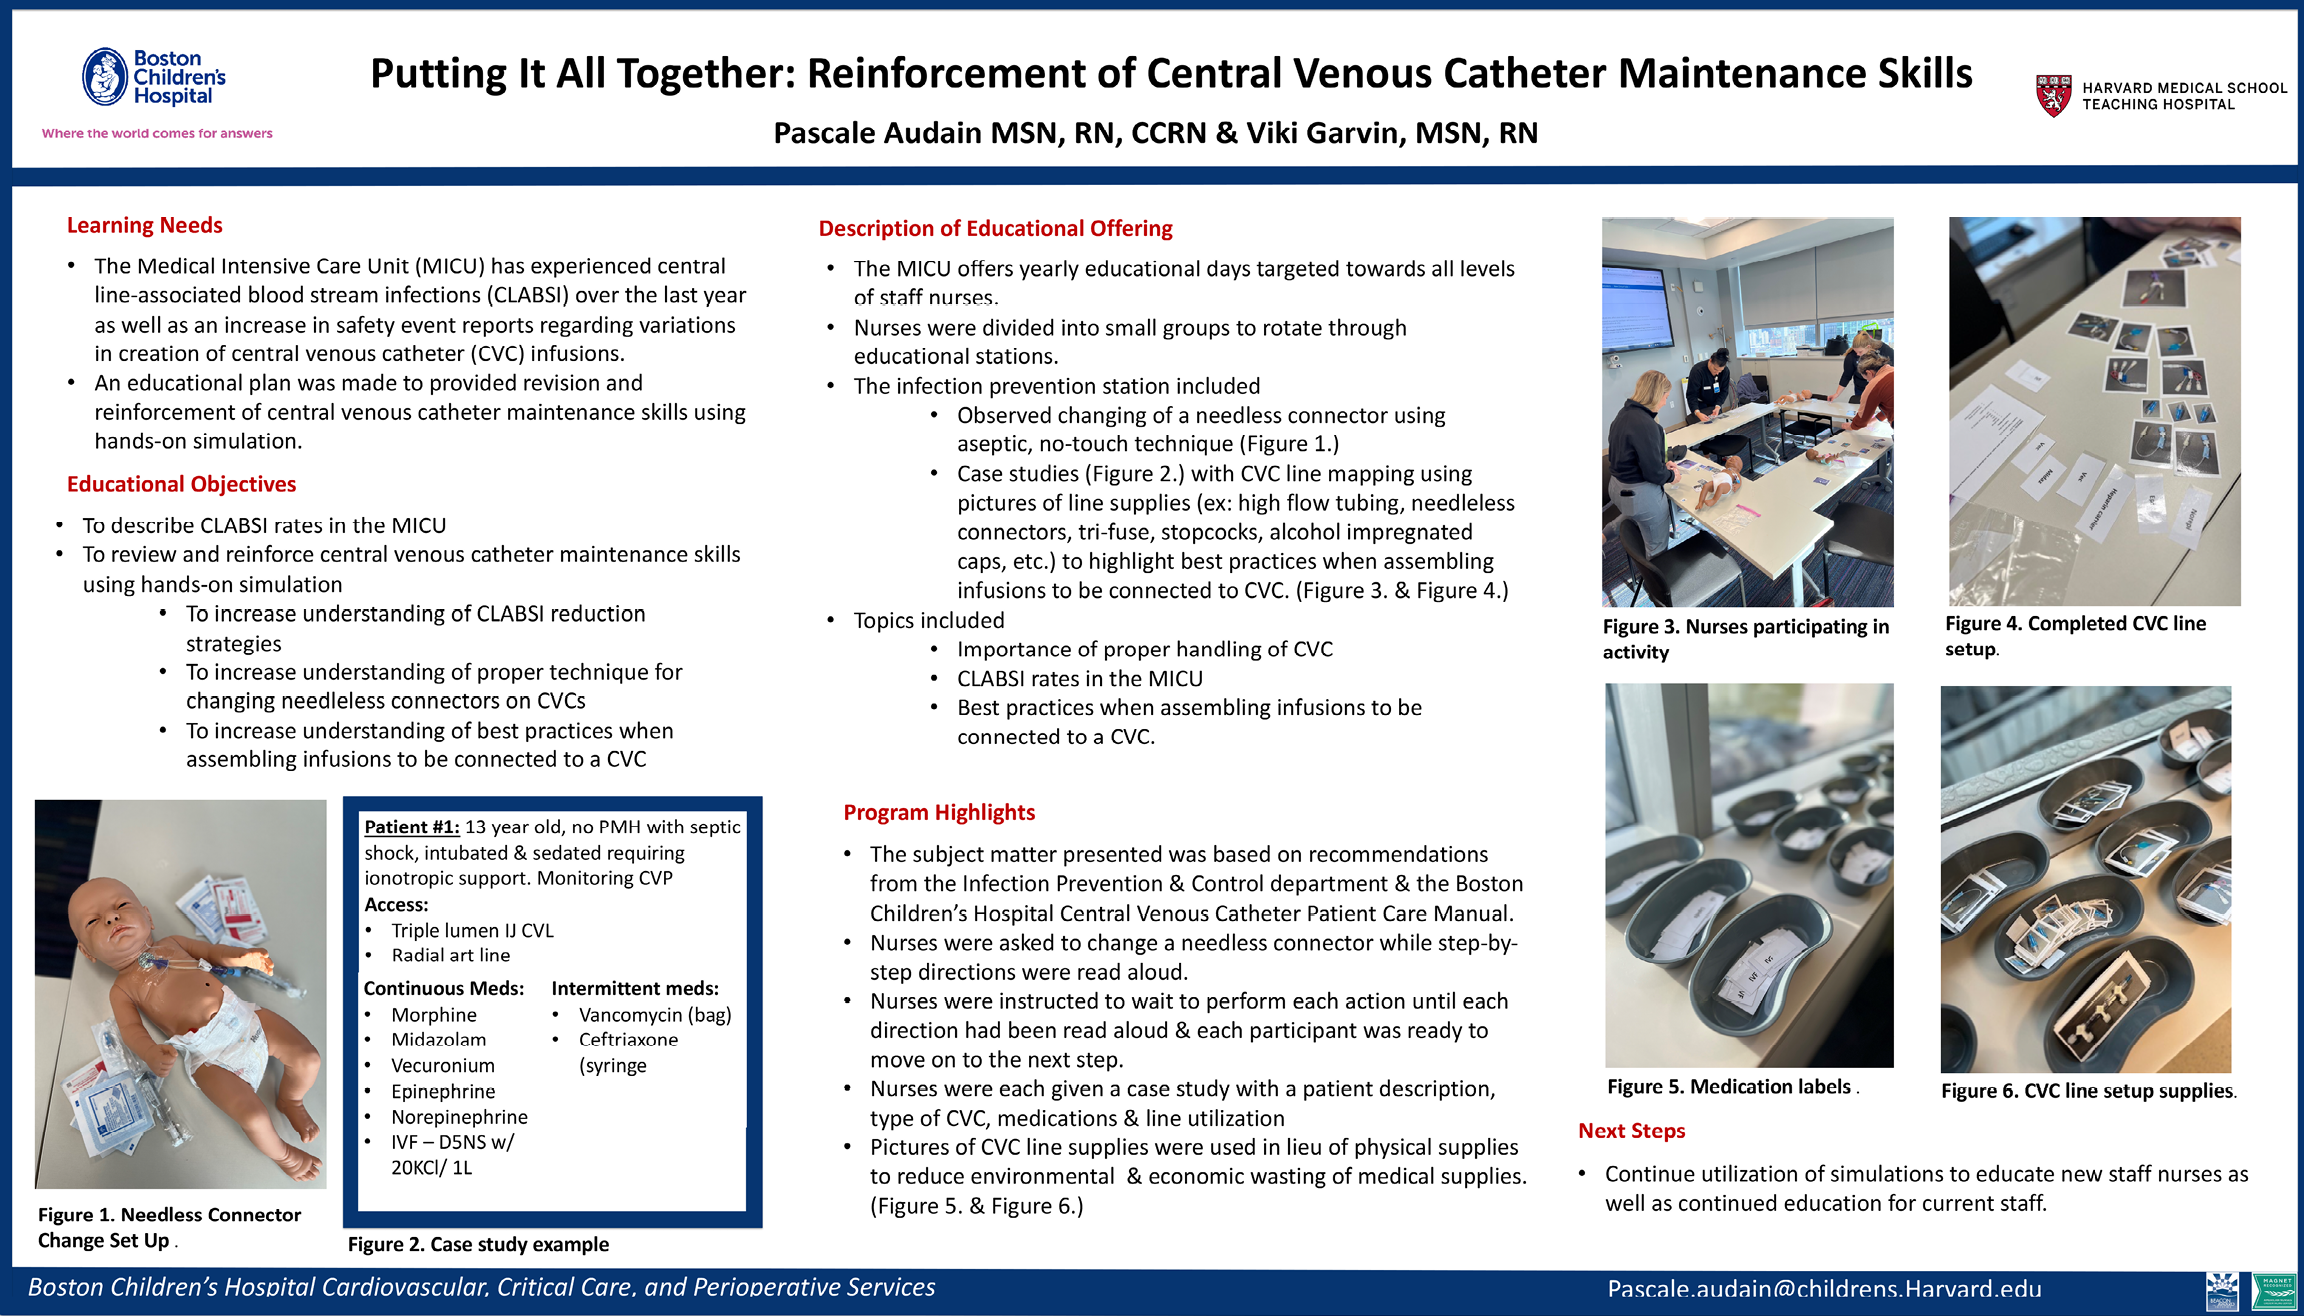 Boston
Children's
Hospital
Where the world comes for answers
Putting It All Together: Reinforcement of Central Venous Catheter Maintenance Skills
Pascale Audain MSN, RN, CCRN & Viki Garvin, MSN, RN
HARVARD MEDICAL SCHOOL
TEACHING HOSPITAL
Learning Needs
• The Medical Intensive Care Unit (MICU) has experienced central
line-associated blood stream infections (CLABSI) over the last year
as well as an increase in safety event reports regarding variations
in creation of central venous catheter (CVC) infusions.
• An educational plan was made to provided revision and
reinforcement of central venous catheter maintenance skills using
hands-on simulation.
Educational Objectives
• To describe CLABSI rates in the MICU
• To review and reinforce central venous catheter maintenance skills
using hands-on simulation
• To increase understanding of CLABSI reduction
strategies
• To increase understanding of proper technique for
changing needleless connectors on CVCs
• To increase understanding of best practices when
assembling infusions to be connected to a CVC
Figure 1. Needless Connector
Change Set Up .
Patient #1: 13 year old, no PMH with septic
shock, intubated & sedated requiring
ionotropic support. Monitoring CVP
Access:
• Triple lumen IJ CVL
• Radial art line
Continuous Meds:
• Morphine
• Midazolam
• Vecuronium
• Epinephrine
• Norepinephrine
• IVF – D5NS w/
20KCl/ 1L
Intermittent meds:
• Vancomycin (bag)
• Ceftriaxone
(syringe
Figure 2. Case study example
Description of Educational Offering
• The MICU offers yearly educational days targeted towards all levels
of staff nurses.
• Nurses were divided into small groups to rotate through
educational stations.
• The infection prevention station included
• Observed changing of a needless connector using
aseptic, no-touch technique (Figure 1.)
• Case studies (Figure 2.) with CVC line mapping using
pictures of line supplies (ex: high flow tubing, needleless
connectors, tri-fuse, stopcocks, alcohol impregnated
caps, etc.) to highlight best practices when assembling
infusions to be connected to CVC. (Figure 3. & Figure 4.)
• Topics included
• Importance of proper handling of CVC
• CLABSI rates in the MICU
• Best practices when assembling infusions to be
connected to a CVC.
Program Highlights
• The subject matter presented was based on recommendations
from the Infection Prevention & Control department & the Boston
Children's Hospital Central Venous Catheter Patient Care Manual.
• Nurses were asked to change a needless connector while step-by-
step directions were read aloud.
• Nurses were instructed to wait to perform each action until each
direction had been read aloud & each participant was ready to
move on to the next step.
• Nurses were each given a case study with a patient description,
type of CVC, medications & line utilization
• Pictures of CVC line supplies were used in lieu of physical supplies
to reduce environmental & economic wasting of medical supplies.
(Figure 5. & Figure 6.)
Figure 3. Nurses participating in
activity
Vec
Midaz
Vec
Heparin carrier
Epi
Norepi
Figure 4. Completed CVC line
setup.
IVF
IVF
Figure 5. Medication labels .
Figure 6. CVC line setup supplies.
Next Steps
• Continue utilization of simulations to educate new staff nurses as
well as continued education for current staff.
Boston Children's Hospital Cardiovascular, Critical Care, and Perioperative Services
Pascale.audain@childrens.Harvard.edu
BEACON
MAGNET
RECOGNIZED